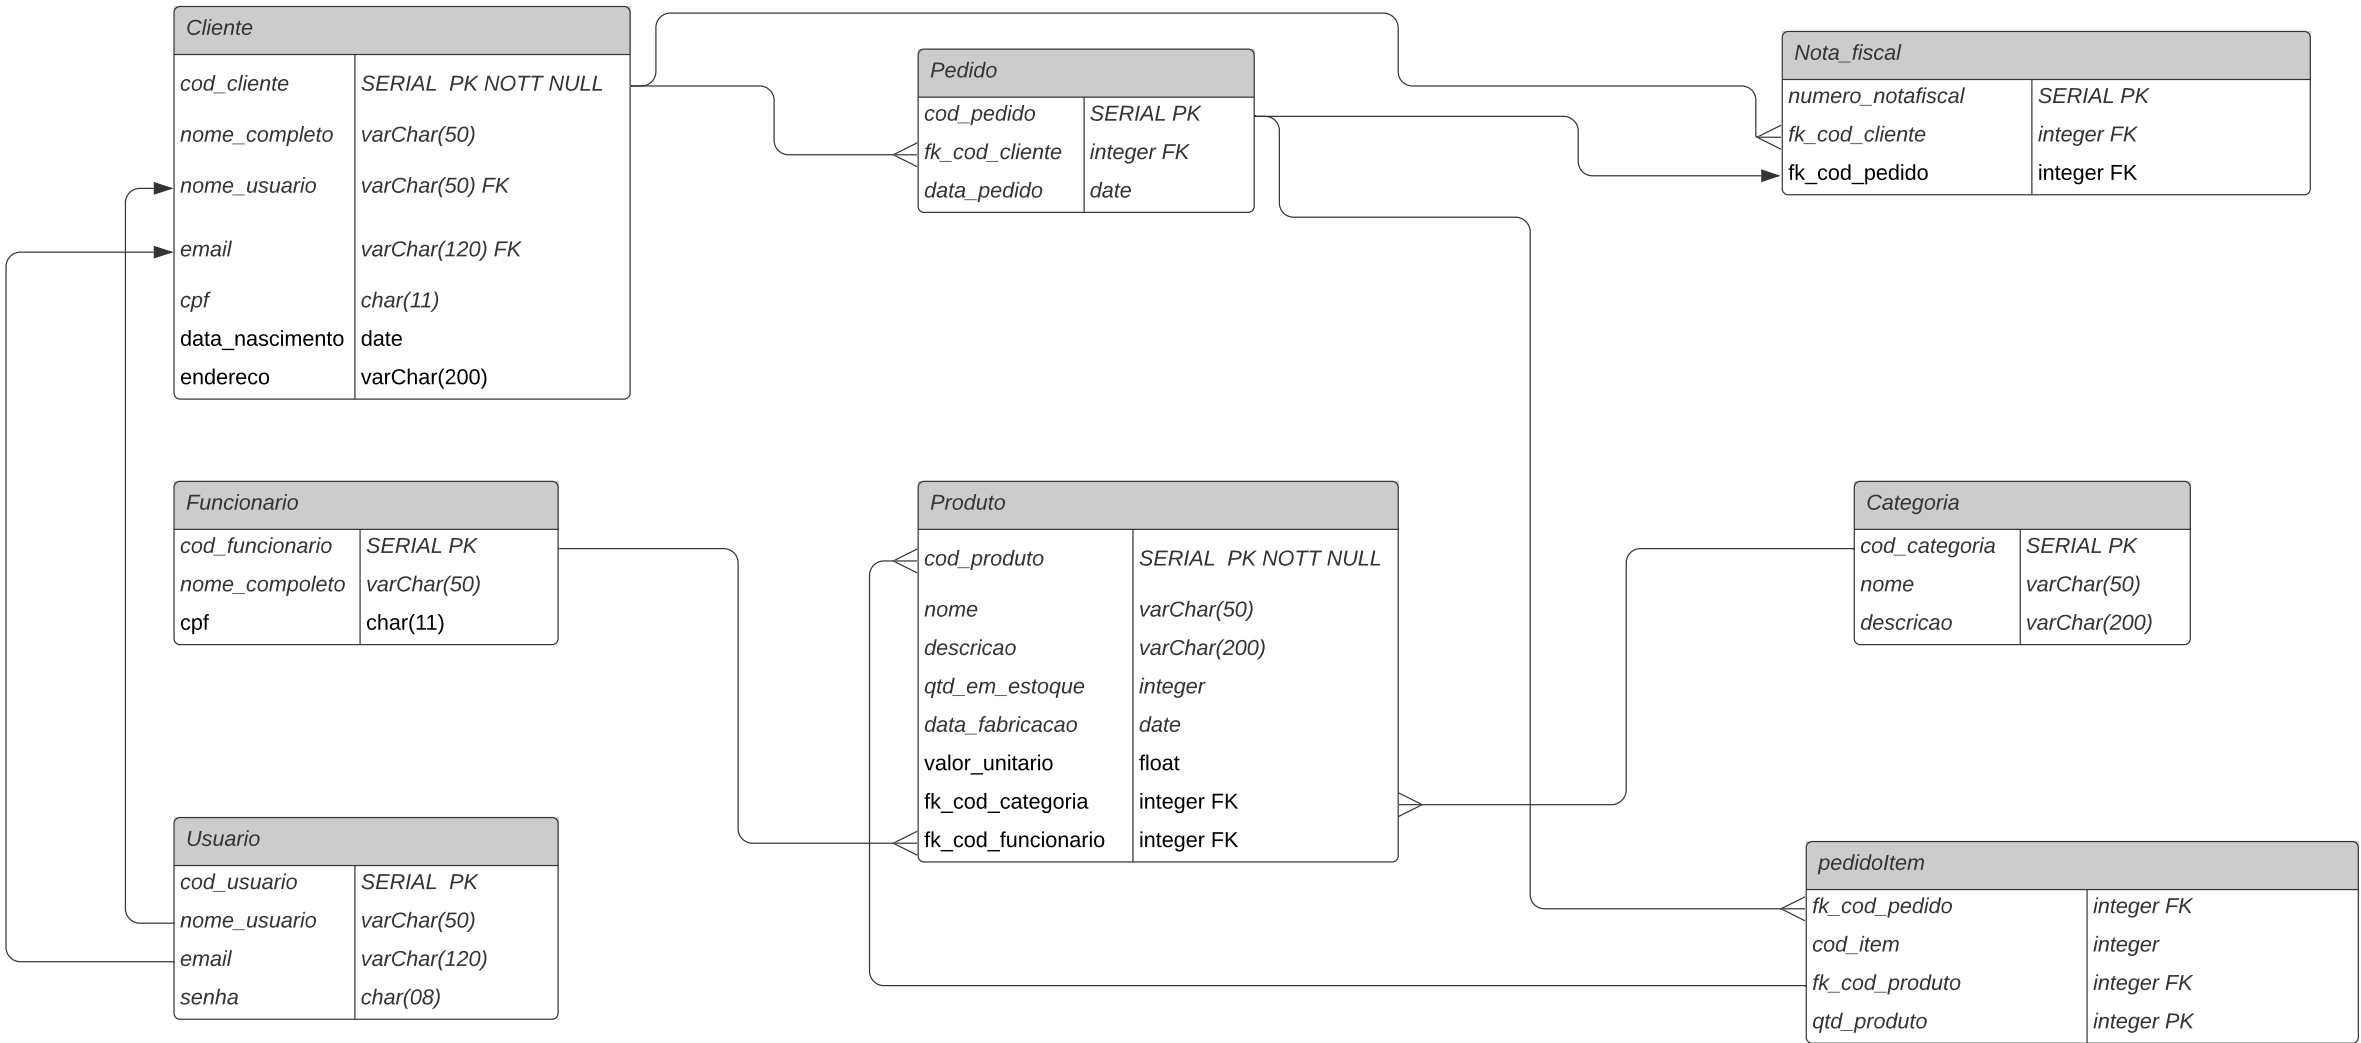 Cliente
cod_cliente SERIAL  PK NOTT NULL
nome_completo varChar(50)
nome_usuario varChar(50) FK
email varChar(120) FK
cpf char(11)
data_nascimento date
endereco varChar(200)
Pedido
cod_pedido SERIAL PK
fk_cod_cliente integer FK
data_pedido date
Nota_fiscal
numero_notafiscal SERIAL PK
fk_cod_cliente integer FK
fk_cod_pedido integer FK
Funcionario
cod_funcionario SERIAL PK
nome_compoleto varChar(50)
cpf char(11)
Produto
cod_produto SERIAL  PK NOTT NULL
nome varChar(50)
descricao varChar(200)
qtd_em_estoque integer
data_fabricacao date
valor_unitario float
fk_cod_categoria integer FK
fk_cod_funcionario integer FK
Categoria
cod_categoria SERIAL PK
nome varChar(50)
descricao varChar(200)
Usuario
cod_usuario SERIAL  PK
nome_usuario varChar(50)
email varChar(120)
senha char(08)
pedidoItem
fk_cod_pedido integer FK
cod_item integer
fk_cod_produto integer FK
qtd_produto integer PK